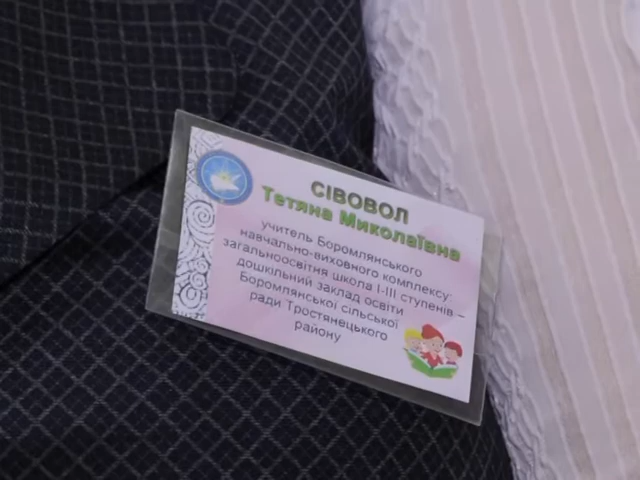 СІВОВОЛ
Тетяна Миколаївна
учитель Боромлянського
навчально-виховного комплексу:
загальноосвітня школа І-ІІІ ступенів –
дошкільний заклад освіти
Боромлянської сільської
ради Тростянецького
району